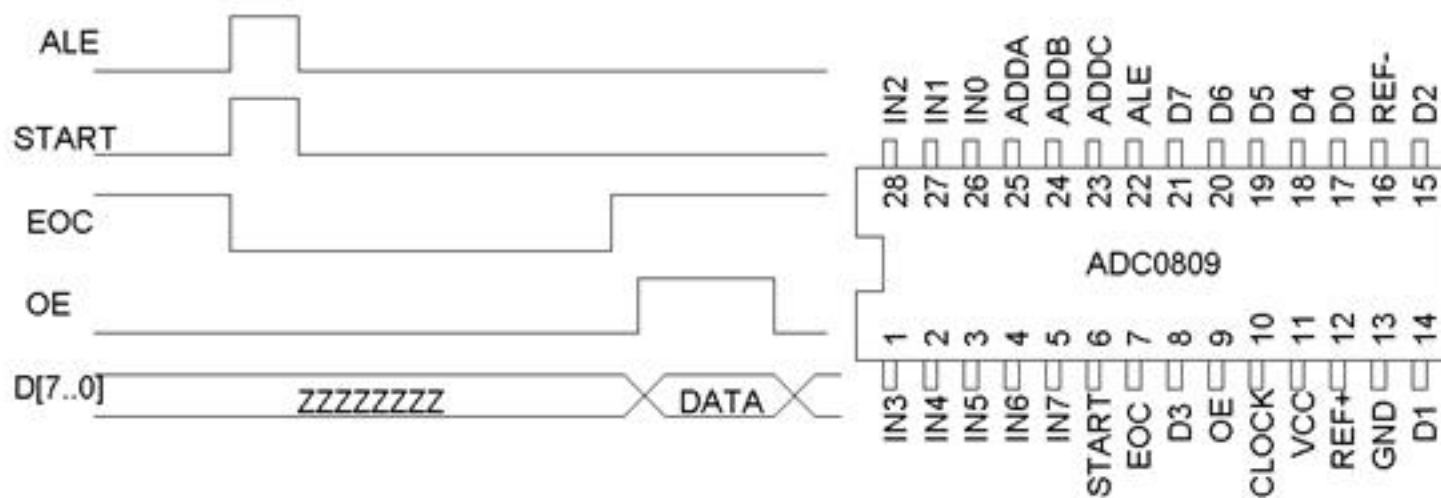 ALE
START
EOC
OE
D[7..0]
ZZZZZZZZ
DATA
IN2
IN1
IN0
ADDA
ADDB
ADDC
ALE
D7
D6
D5
D4
D0
REF-
D2
28
27
26
25
24
23
22
21
20
19
18
17
16
15
ADC0809
1
2
3
4
5
6
7
8
9
10
11
12
13
14
IN3
IN4
IN5
IN6
IN7
START
EOC
D3
OE
CLOCK
VCC
REF+
GND
D1